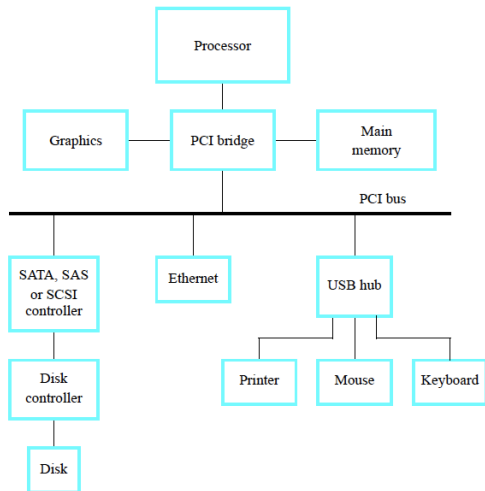 Processor
Graphics
PCI bridge
Main
memory
PCI bus
SATA, SAS
or SCSI
controller
Ethernet
USB hub
Disk
controller
Printer
Mouse
Keyboard
Disk